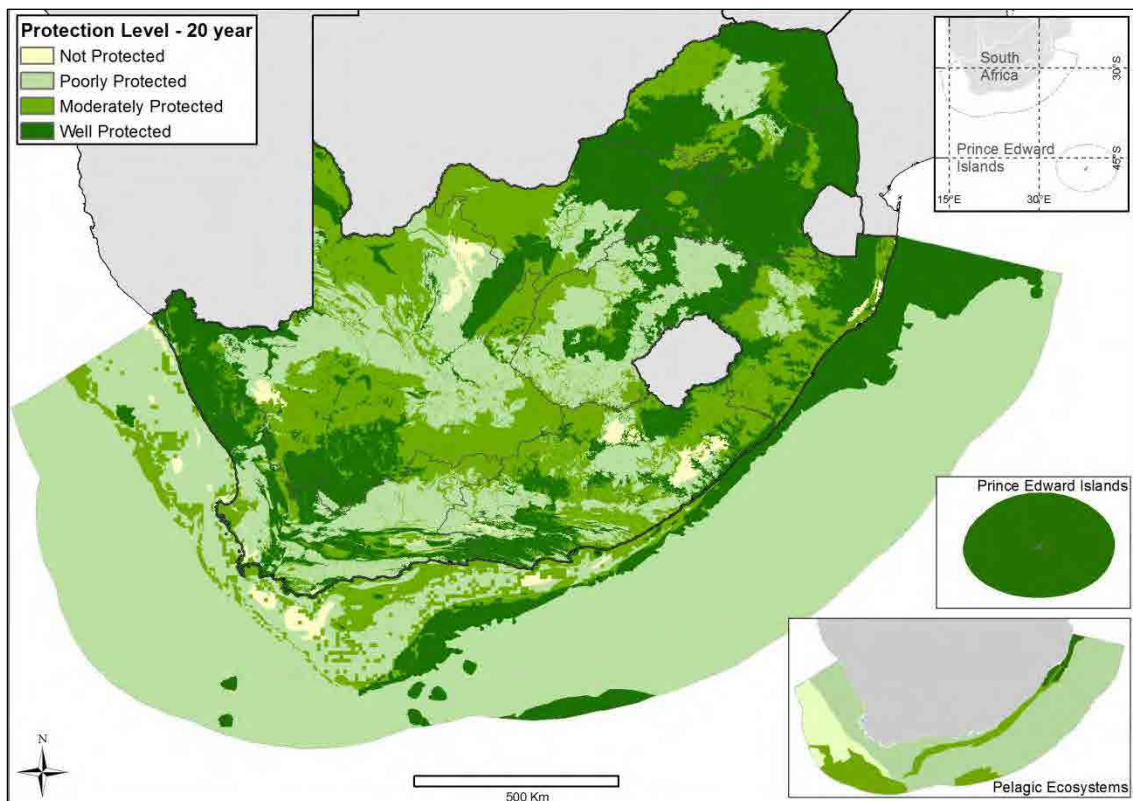 Protection Level - 20 year
Not Protected
Poorly Protected
Moderately Protected
Well Protected
South
Africa
30°S
Prince Edward
Islands
45°S
15°E
30°E
Prince Edward Islands
Pelagic Ecosystems
N
500 Km